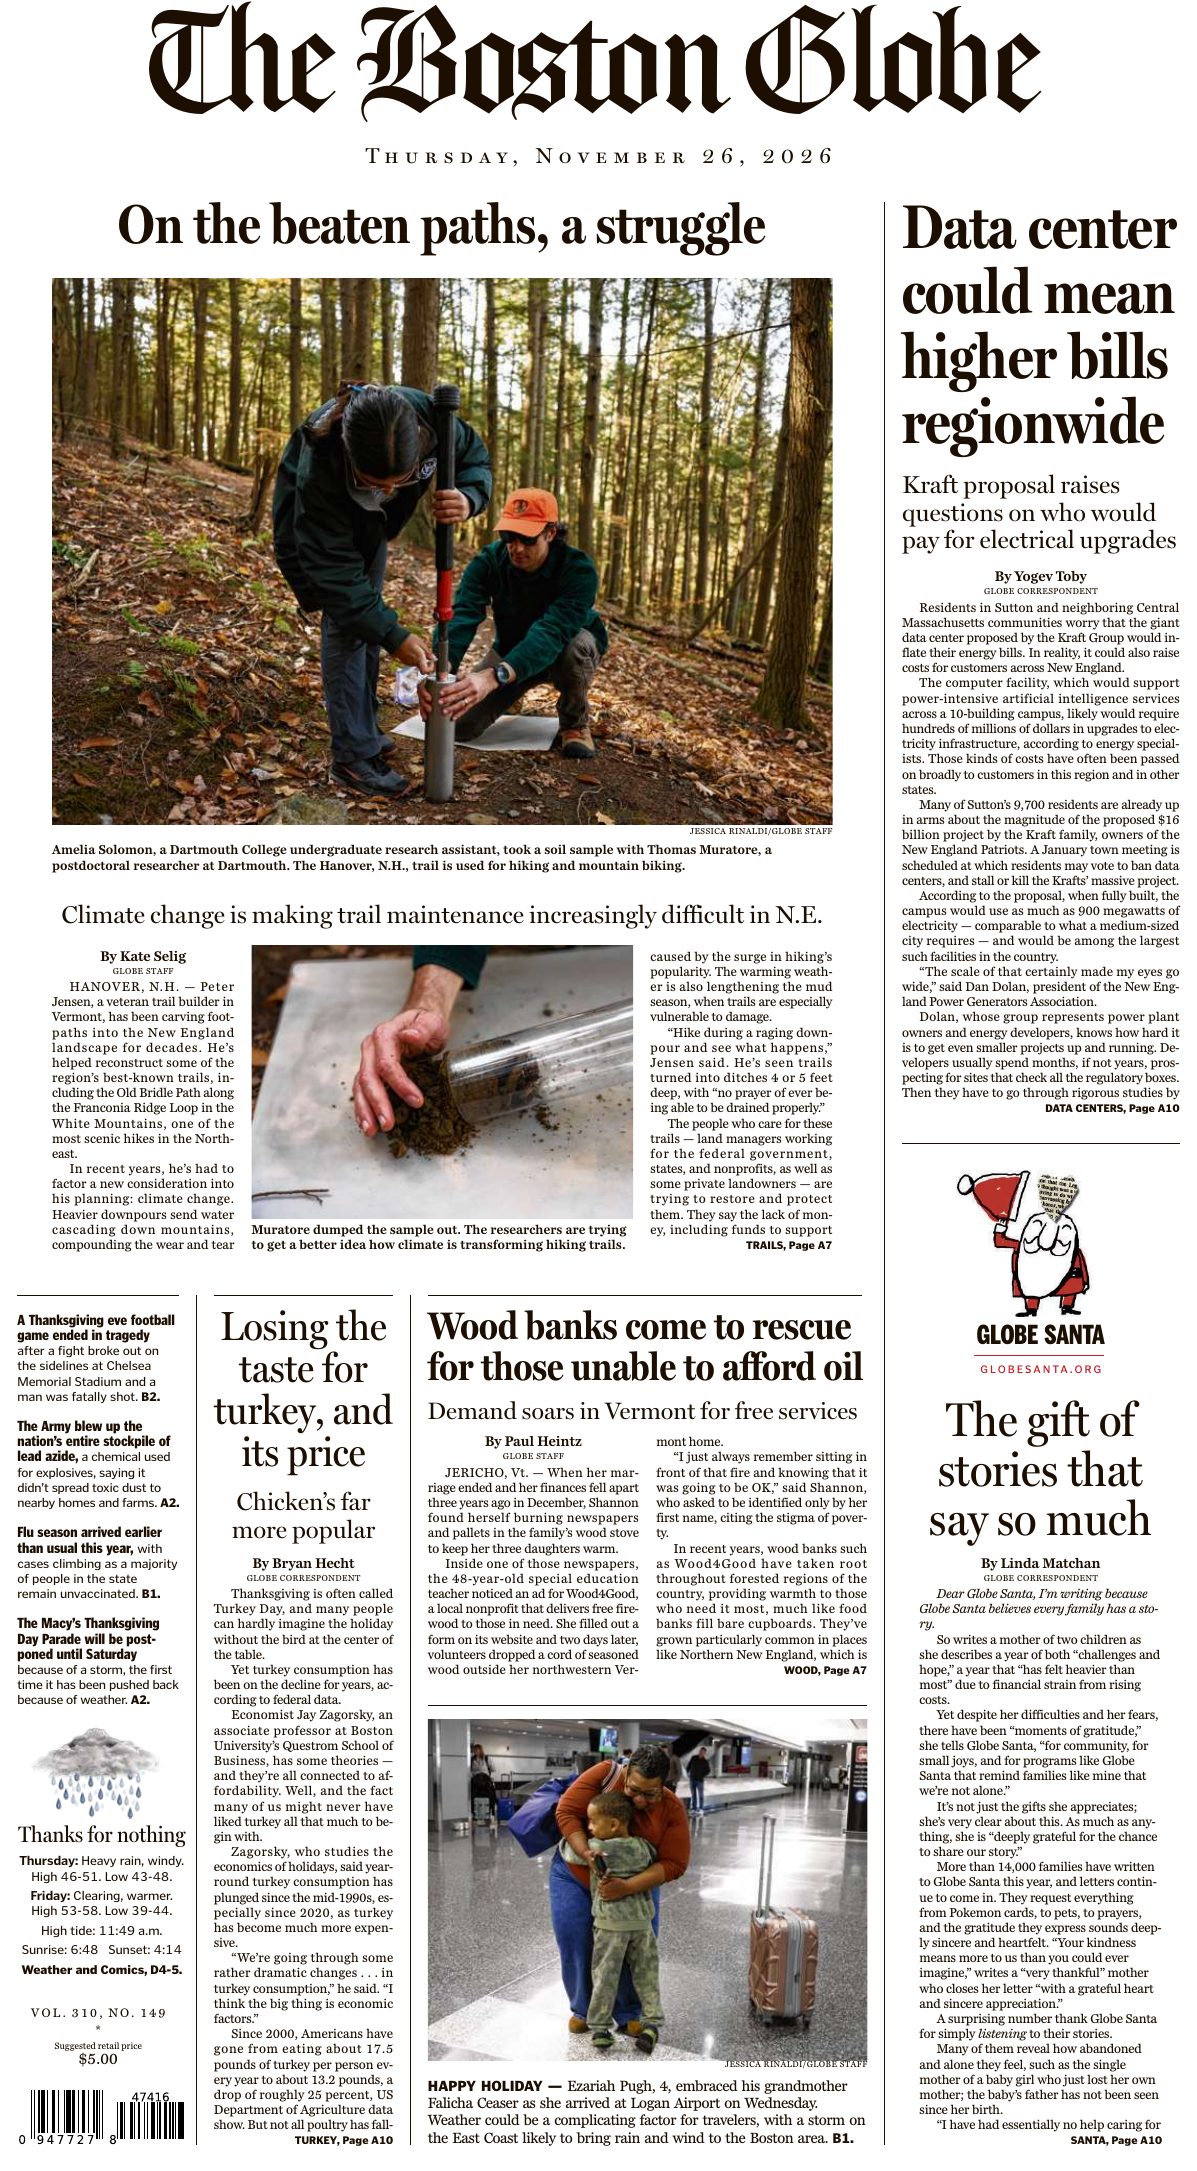 The Boston Globe
THURSDAY, NOVEMBER 26, 2026
On the beaten paths, a struggle
JESSICA RINALDI/GLOBE STAFF
Amelia Solomon, a Dartmouth College undergraduate research assistant, took a soil sample with Thomas Muratore, a
postdoctoral researcher at Dartmouth. The Hanover, N.H., trail is used for hiking and mountain biking.
Climate change is making trail maintenance increasingly difficult in N.E.
By Kate Selig
GLOBE STAFF
HANOVER, N.H. — Peter
Jensen, a veteran trail builder in
Vermont, has been carving foot-
paths into the New England
landscape for decades. He's
helped reconstruct some of the
region's best-known trails, in-
cluding the Old Bridle Path along
the Franconia Ridge Loop in the
White Mountains, one of the
most scenic hikes in the North-
east.
In recent years, he's had to
factor a new consideration into
his planning: climate change.
Heavier downpours send water
cascading down mountains,
compounding the wear and tear
Muratore dumped the sample out. The researchers are trying
to get a better idea how climate is transforming hiking trails.
caused by the surge in hiking's
popularity. The warming weath-
er is also lengthening the mud
season, when trails are especially
vulnerable to damage.
“Hike during a raging down-
pour and see what happens,”
Jensen said. He's seen trails
turned into ditches 4 or 5 feet
deep, with “no prayer of ever be-
ing able to be drained properly.”
The people who care for these
trails — land managers working
for the federal government,
states, and nonprofits, as well as
some private landowners — are
trying to restore and protect
them. They say the lack of mon-
ey, including funds to support
TRAILS, Page A7
Data center
could mean
higher bills
regionwide
Kraft proposal raises
questions on who would
pay for electrical upgrades
By Yogev Toby
GLOBE CORRESPONDENT
Residents in Sutton and neighboring Central
Massachusetts communities worry that the giant
data center proposed by the Kraft Group would in-
flate their energy bills. In reality, it could also raise
costs for customers across New England.
The computer facility, which would support
power-intensive artificial intelligence services
across a 10-building campus, likely would require
hundreds of millions of dollars in upgrades to elec-
tricity infrastructure, according to energy special-
ists. Those kinds of costs have often been passed
on broadly to customers in this region and in other
states.
Many of Sutton's 9,700 residents are already up
in arms about the magnitude of the proposed $16
billion project by the Kraft family, owners of the
New England Patriots. A January town meeting is
scheduled at which residents may vote to ban data
centers, and stall or kill the Krafts' massive project.
According to the proposal, when fully built, the
campus would use as much as 900 megawatts of
electricity — comparable to what a medium-sized
city requires — and would be among the largest
such facilities in the country.
“The scale of that certainly made my eyes go
wide,” said Dan Dolan, president of the New Eng-
land Power Generators Association.
Dolan, whose group represents power plant
owners and energy developers, knows how hard it
is to get even smaller projects up and running. De-
velopers usually spend months, if not years, pros-
pecting for sites that check all the regulatory boxes.
Then they have to go through rigorous studies by
DATA CENTERS, Page A10
A Thanksgiving eve football
game ended in tragedy
after a fight broke out on
the sidelines at Chelsea
Memorial Stadium and a
man was fatally shot. B2.
The Army blew up the
nation's entire stockpile of
lead azide, a chemical used
for explosives, saying it
didn't spread toxic dust to
nearby homes and farms. A2.
Flu season arrived earlier
than usual this year, with
cases climbing as a majority
of people in the state
remain unvaccinated. B1.
The Macy's Thanksgiving
Day Parade will be post-
poned until Saturday
because of a storm, the first
time it has been pushed back
because of weather. A2.
Thanks for nothing
Thursday: Heavy rain, windy.
High 46-51. Low 43-48.
Friday: Clearing, warmer.
High 53-58. Low 39-44.
High tide: 11:49 a.m.
Sunrise: 6:48 Sunset: 4:14
Weather and Comics, D4-5.
VOL. 310, NO. 149
*
Suggested retail price
$5.00
47416
0 947727 8
Losing the
taste for
turkey, and
its price
Chicken's far
more popular
By Bryan Hecht
GLOBE CORRESPONDENT
Thanksgiving is often called
Turkey Day, and many people
can hardly imagine the holiday
without the bird at the center of
the table.
Yet turkey consumption has
been on the decline for years, ac-
cording to federal data.
Economist Jay Zagorsky, an
associate professor at Boston
University's Questrom School of
Business, has some theories —
and they're all connected to af-
fordability. Well, and the fact
many of us might never have
liked turkey all that much to be-
gin with.
Zagorsky, who studies the
economics of holidays, said year-
round turkey consumption has
plunged since the mid-1990s, es-
pecially since 2020, as turkey
has become much more expen-
sive.
“We're going through some
rather dramatic changes . . . in
turkey consumption,” he said. “I
think the big thing is economic
factors.”
Since 2000, Americans have
gone from eating about 17.5
pounds of turkey per person ev-
ery year to about 13.2 pounds, a
drop of roughly 25 percent, US
Department of Agriculture data
show. But not all poultry has fall-
TURKEY, Page A10
Wood banks come to rescue
for those unable to afford oil
Demand soars in Vermont for free services
By Paul Heintz
GLOBE STAFF
JERICHO, Vt. — When her mar-
riage ended and her finances fell apart
three years ago in December, Shannon
found herself burning newspapers
and pallets in the family's wood stove
to keep her three daughters warm.
Inside one of those newspapers,
the 48-year-old special education
teacher noticed an ad for Wood4Good,
a local nonprofit that delivers free fire-
wood to those in need. She filled out a
form on its website and two days later,
volunteers dropped a cord of seasoned
wood outside her northwestern Ver-
mont home.
“I just always remember sitting in
front of that fire and knowing that it
was going to be OK,” said Shannon,
who asked to be identified only by her
first name, citing the stigma of pover-
ty.
In recent years, wood banks such
as Wood4Good have taken root
throughout forested regions of the
country, providing warmth to those
who need it most, much like food
banks fill bare cupboards. They've
grown particularly common in places
like Northern New England, which is
WOOD, Page A7
JESSICA RINALDI/GLOBE STAFF
HAPPY HOLIDAY — Ezariah Pugh, 4, embraced his grandmother
Falicha Ceaser as she arrived at Logan Airport on Wednesday.
Weather could be a complicating factor for travelers, with a storm on
the East Coast likely to bring rain and wind to the Boston area. B1.
GLOBE SANTA
GLOBESANTA.ORG
The gift of
stories that
say so much
By Linda Matchan
GLOBE CORRESPONDENT
Dear Globe Santa, I'm writing because
Globe Santa believes every family has a sto-
ry.
So writes a mother of two children as
she describes a year of both “challenges and
hope,” a year that “has felt heavier than
most” due to financial strain from rising
costs.
Yet despite her difficulties and her fears,
there have been “moments of gratitude,”
she tells Globe Santa, “for community, for
small joys, and for programs like Globe
Santa that remind families like mine that
we're not alone.”
It's not just the gifts she appreciates;
she's very clear about this. As much as any-
thing, she is “deeply grateful for the chance
to share our story.”
More than 14,000 families have written
to Globe Santa this year, and letters contin-
ue to come in. They request everything
from Pokemon cards, to pets, to prayers,
and the gratitude they express sounds deep-
ly sincere and heartfelt. “Your kindness
means more to us than you could ever
imagine,” writes a “very thankful” mother
who closes her letter “with a grateful heart
and sincere appreciation.”
A surprising number thank Globe Santa
for simply listening to their stories.
Many of them reveal how abandoned
and alone they feel, such as the single
mother of a baby girl who just lost her own
mother; the baby's father has not been seen
since her birth.
“I have had essentially no help caring for
SANTA, Page A10